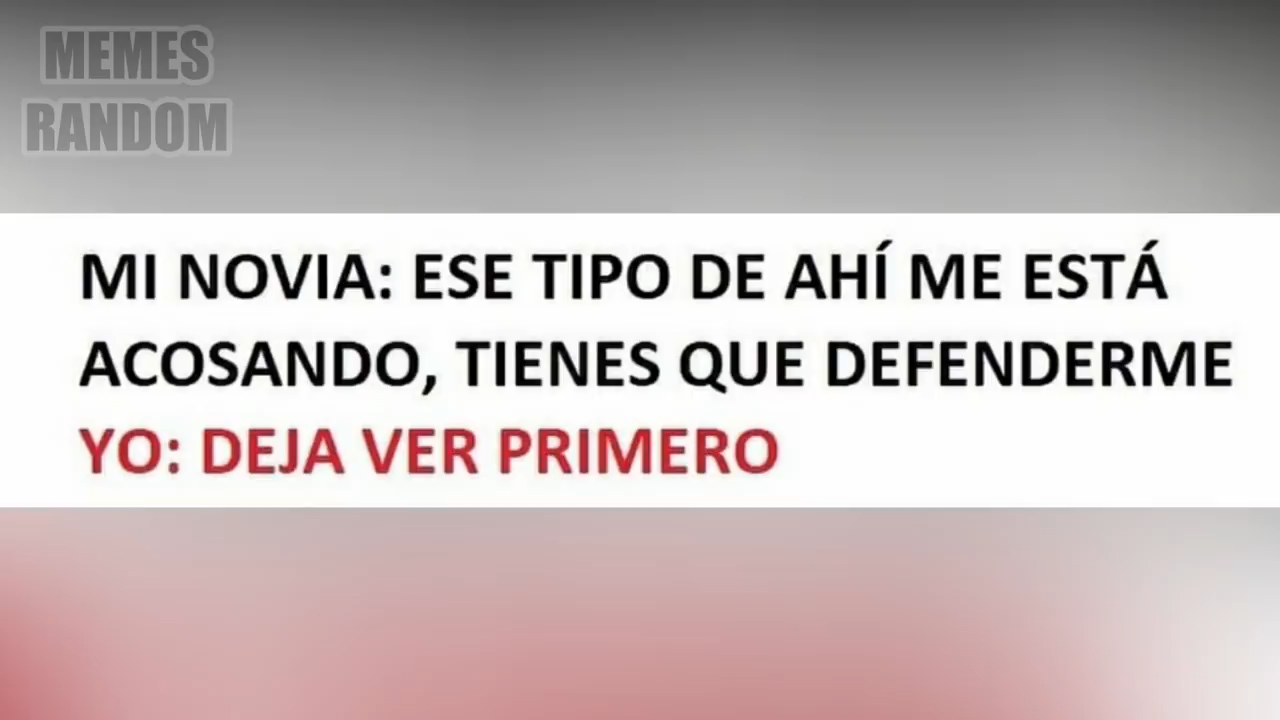 MEMES
RANDOM
MI NOVIA: ESE TIPO DE AHÍ ME ESTÁ
ACOSANDO, TIENES QUE DEFENDERME
YO: DEJA VER PRIMERO